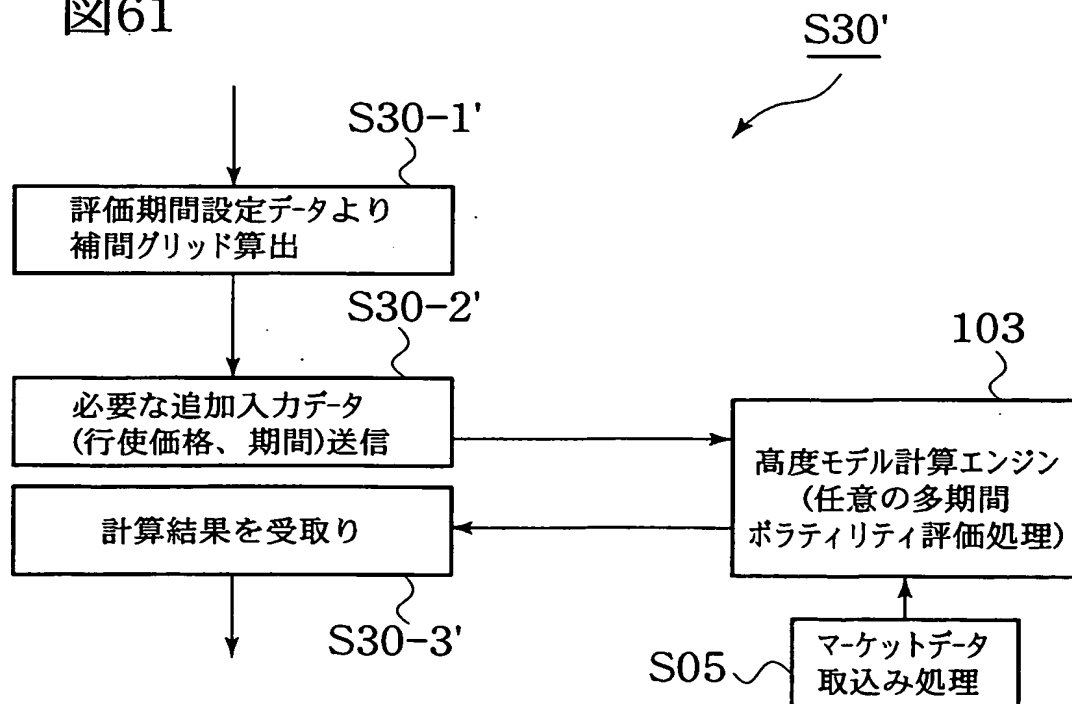 図61
S30'
S30-1'
評価期間設定データより
補間グリッド算出
S30-2'
必要な追加入力データ
(行使価格、期間)送信
103
高度モデル計算エンジン
(任意の多期間
ボラティリティ評価処理)
計算結果を受取り
S30-3'
S05
マーケットデータ
取込み処理